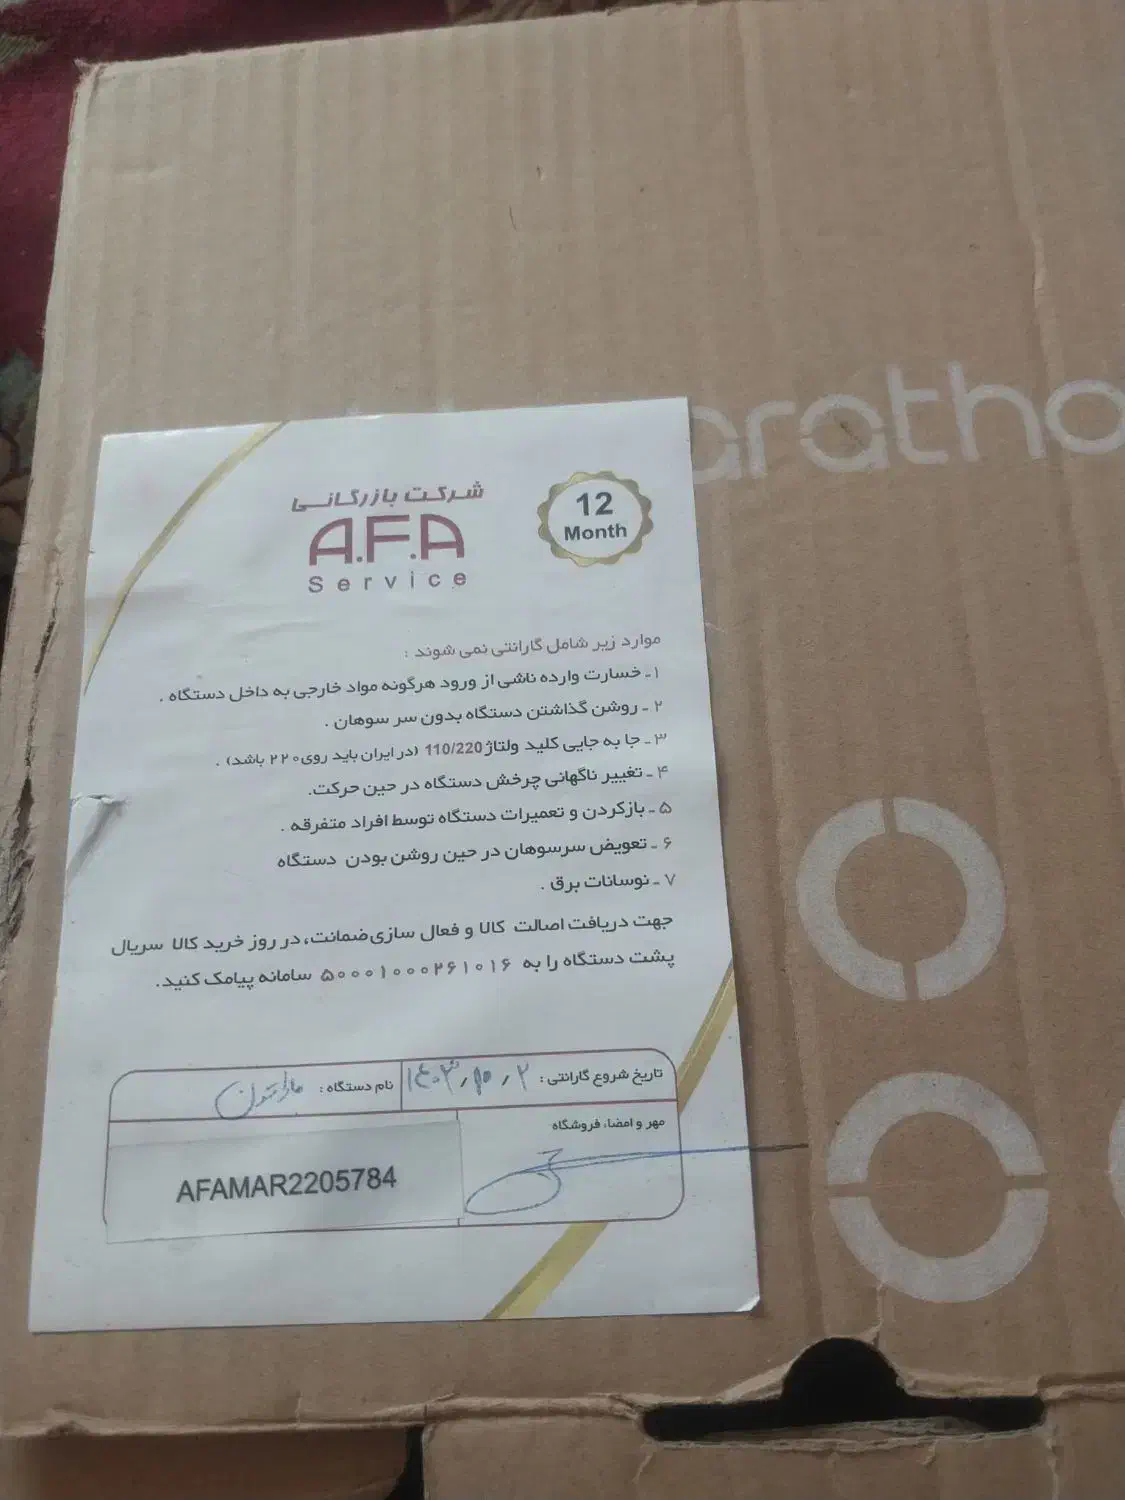 aratho
شرکت بازرگانی
A.F.A
Service
12
Month
موارد زیر شامل گارانتی نمی شوند :
۱ـ خسارت وارده ناشی از ورود هرگونه مواد خارجی به داخل دستگاه .
۲ ـ روشن گذاشتن دستگاه بدون سر سوهان .
۳ـ جا به جایی کلید ولتاژ 110/220 (در ایران باید روی ۲۲۰ باشد) .
۴ ـ تغییر ناگهانی چرخش دستگاه در حین حرکت.
۵ ـ بازکردن و تعمیرات دستگاه توسط افراد متفرقه .
۶ ـ تعویض سرسوهان در حین روشن بودن دستگاه
۷ ـ نوسانات برق .
جهت دریافت اصالت کالا و فعال سازی ضمانت، در روز خرید کالا سریال
پشت دستگاه را به ۵۰۰۰۱۰۰۰۲۶۱۰۱۶ سامانه پیامک کنید.
تاریخ شروع گارانتی : ۱۴۰۳/۱۰/۲ نام دستگاه : ماراتون
مهر و امضاء فروشگاه
AFAMAR2205784